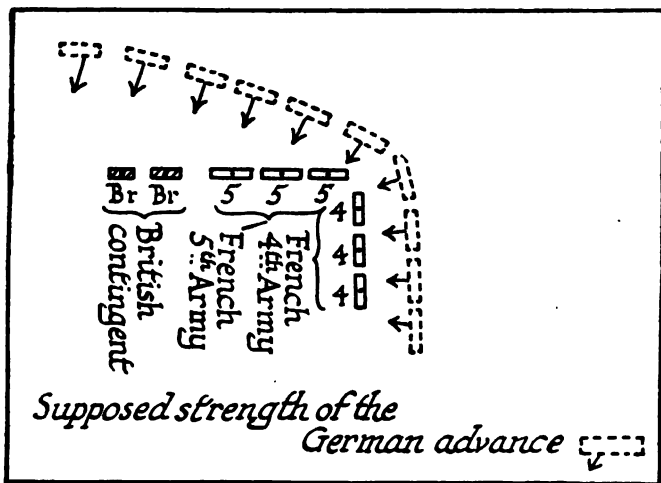 Br Br 5 5 5
4
4
4
British
contingent
French
5th Army
French
4th Army
Supposed strength of the
German advance